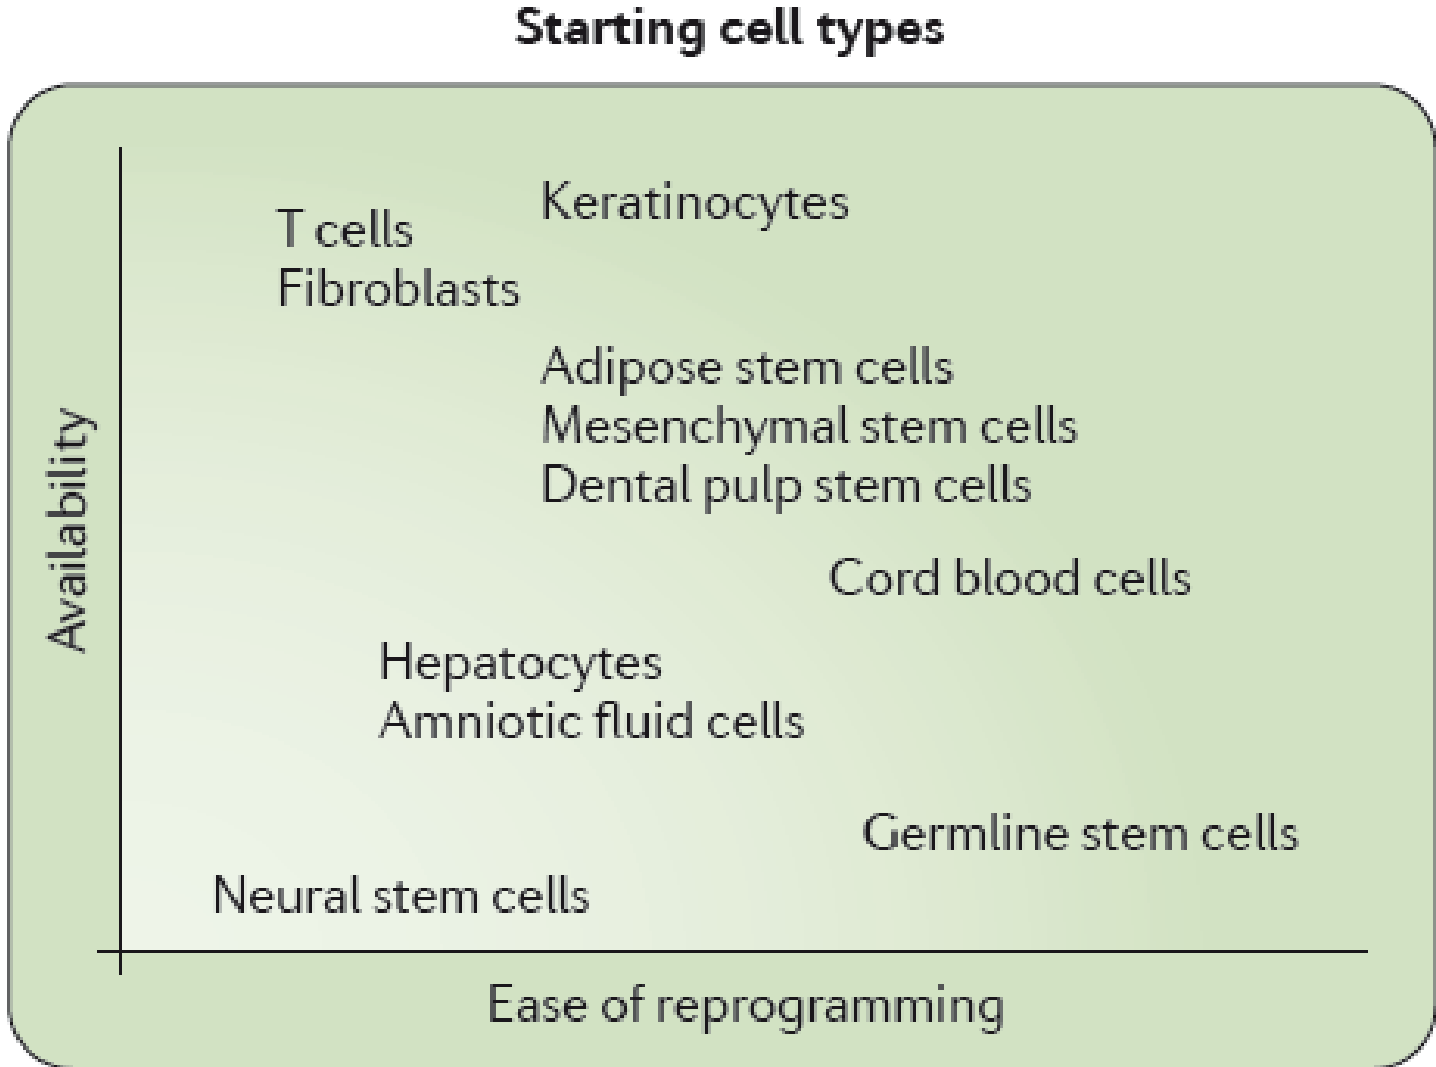 Starting cell types
Keratinocytes
T cells
Fibroblasts
Adipose stem cells
Mesenchymal stem cells
Dental pulp stem cells
Cord blood cells
Hepatocytes
Amniotic fluid cells
Germline stem cells
Neural stem cells
Availability
Ease of reprogramming